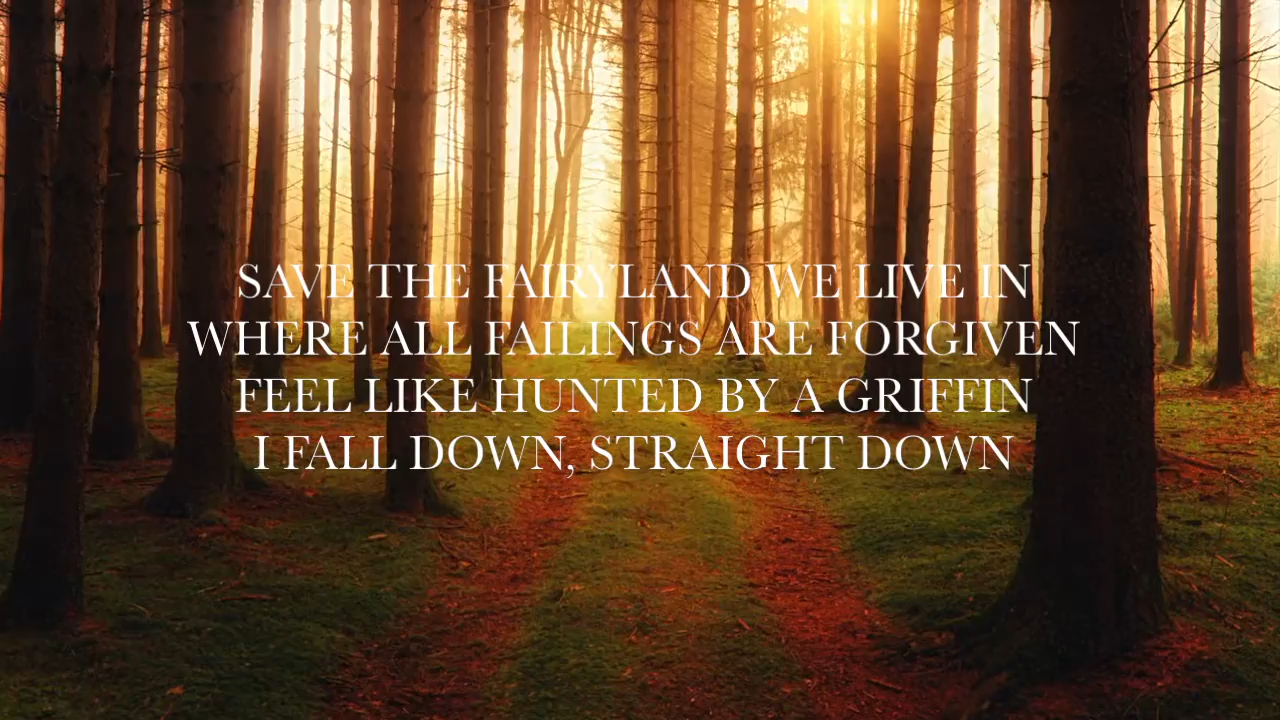 SAVE THE FAIRYLAND WE LIVE IN
WHERE ALL FAILINGS ARE FORGIVEN
FEEL LIKE HUNTED BY A GRIFFIN
I FALL DOWN, STRAIGHT DOWN